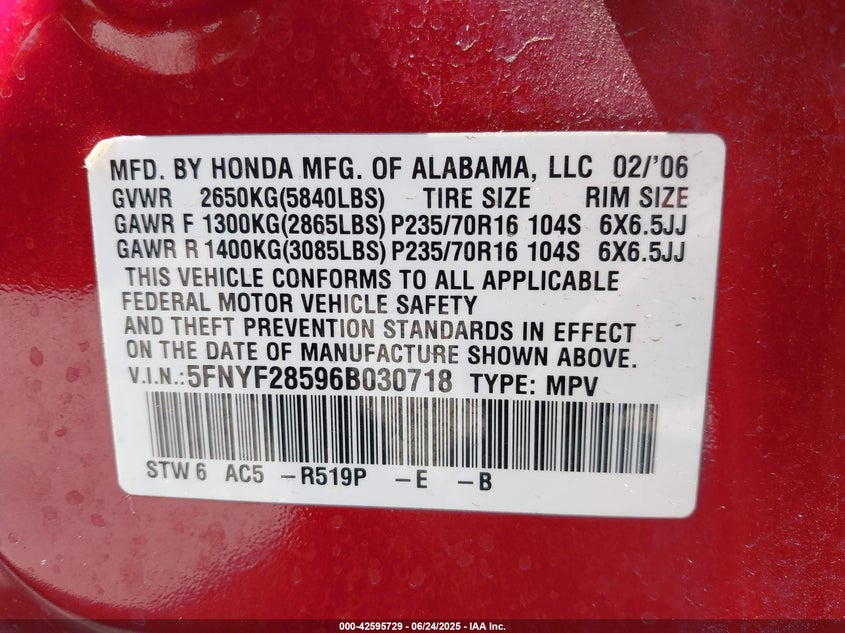 MFD. BY HONDA MFG. OF ALABAMA, LLC 02/'06
GVWR 2650KG(5840LBS) TIRE SIZE RIM SIZE
GAWR F 1300KG(2865LBS) P235/70R16 104S 6X6.5JJ
GAWR R 1400KG(3085LBS) P235/70R16 104S 6X6.5JJ
THIS VEHICLE CONFORMS TO ALL APPLICABLE
FEDERAL MOTOR VEHICLE SAFETY
AND THEFT PREVENTION STANDARDS IN EFFECT
ON THE DATE OF MANUFACTURE SHOWN ABOVE.
V.I.N.:5FNYF28596B030718 TYPE: MPV
STW 6 AC5 -R519P -E -B
000-42595729 - 06/24/2025 - IAA Inc.